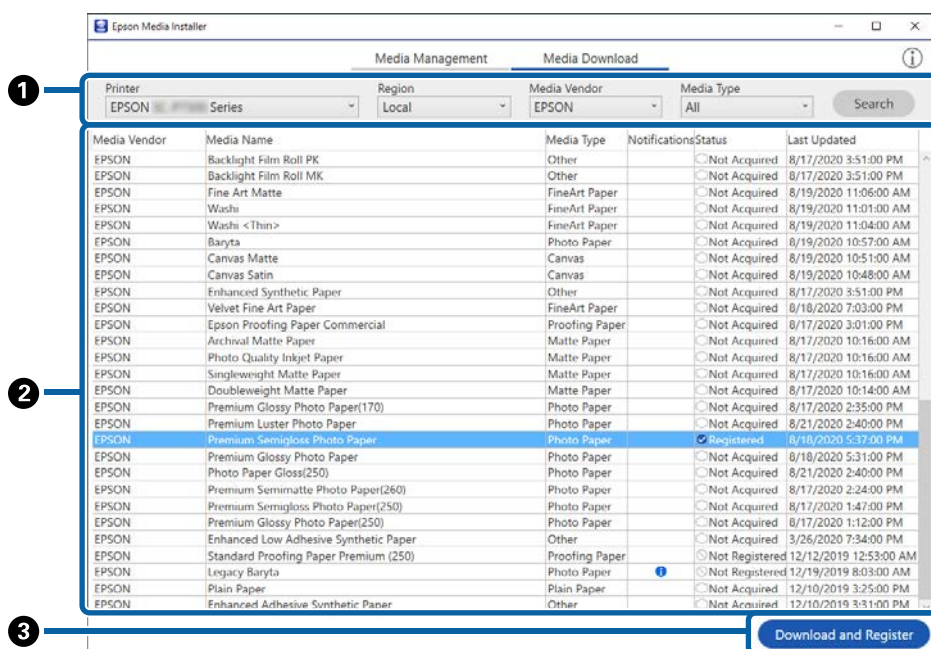 Epson Media Installer
Media Management Media Download
1
Printer Region Media Vendor Media Type
EPSON Series Local EPSON All Search
2
Media Vendor Media Name Media Type Notifications Status Last Updated
EPSON Backlight Film Roll PK Other Not Acquired 8/17/2020 3:51:00 PM
EPSON Backlight Film Roll MK Other Not Acquired 8/17/2020 3:51:00 PM
EPSON Fine Art Matte FineArt Paper Not Acquired 8/19/2020 11:06:00 AM
EPSON Washi FineArt Paper Not Acquired 8/19/2020 11:01:00 AM
EPSON Washi <Thin> FineArt Paper Not Acquired 8/19/2020 11:04:00 AM
EPSON Baryta Photo Paper Not Acquired 8/19/2020 10:57:00 AM
EPSON Canvas Matte Canvas Not Acquired 8/19/2020 10:51:00 AM
EPSON Canvas Satin Canvas Not Acquired 8/19/2020 10:48:00 AM
EPSON Enhanced Synthetic Paper Other Not Acquired 8/17/2020 3:51:00 PM
EPSON Velvet Fine Art Paper FineArt Paper Not Acquired 8/18/2020 7:03:00 PM
EPSON Epson Proofing Paper Commercial Proofing Paper Not Acquired 8/17/2020 3:01:00 PM
EPSON Archival Matte Paper Matte Paper Not Acquired 8/17/2020 10:16:00 AM
EPSON Photo Quality Inkjet Paper Matte Paper Not Acquired 8/17/2020 10:16:00 AM
EPSON Singleweight Matte Paper Matte Paper Not Acquired 8/17/2020 10:16:00 AM
EPSON Doubleweight Matte Paper Matte Paper Not Acquired 8/17/2020 10:14:00 AM
EPSON Premium Glossy Photo Paper(170) Photo Paper Not Acquired 8/17/2020 2:35:00 PM
EPSON Premium Luster Photo Paper Photo Paper Not Acquired 8/21/2020 2:40:00 PM
EPSON Premium Semigloss Photo Paper Photo Paper Registered 8/18/2020 5:37:00 PM
EPSON Premium Glossy Photo Paper Photo Paper Not Acquired 8/18/2020 5:31:00 PM
EPSON Photo Paper Gloss(250) Photo Paper Not Acquired 8/21/2020 2:40:00 PM
EPSON Premium Semimatte Photo Paper(260) Photo Paper Not Acquired 8/17/2020 2:24:00 PM
EPSON Premium Semigloss Photo Paper(250) Photo Paper Not Acquired 8/17/2020 1:47:00 PM
EPSON Premium Glossy Photo Paper(250) Photo Paper Not Acquired 8/17/2020 1:12:00 PM
EPSON Enhanced Low Adhesive Synthetic Paper Other Not Acquired 3/26/2020 7:34:00 PM
EPSON Standard Proofing Paper Premium (250) Proofing Paper Not Registered 12/12/2019 12:53:00 AM
EPSON Legacy Baryta Photo Paper Not Registered 12/19/2019 8:03:00 AM
EPSON Plain Paper Plain Paper Not Acquired 12/10/2019 3:25:00 PM
EPSON Enhanced Adhesive Synthetic Paper Other Not Acquired 12/10/2019 3:31:00 PM
3
Download and Register